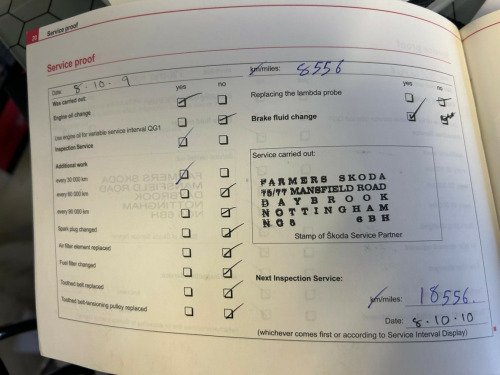 20 Service proof
Service proof
Date: 8.10.9 yes no km/miles: 8556
Was carried out: Replacing the lambda probe yes no
Engine oil change
Brake fluid change
Use engine oil for variable service interval QG1
Inspection Service
Additional work
every 30 000 km
every 60 000 km
every 90 000 km
Spark plug changed
Air filter element replaced
Fuel filter changed
Toothed belt replaced
Toothed belt-tensioning pulley replaced
Service carried out:
FARMERS SKODA
75/77 MANSFIELD ROAD
DAYBROOK
NOTTINGHAM
NG5 6BH
Stamp of Škoda Service Partner
Next Inspection Service:
km/miles: 18556.
Date: 8.10.10
(whichever comes first or according to Service Interval Display)